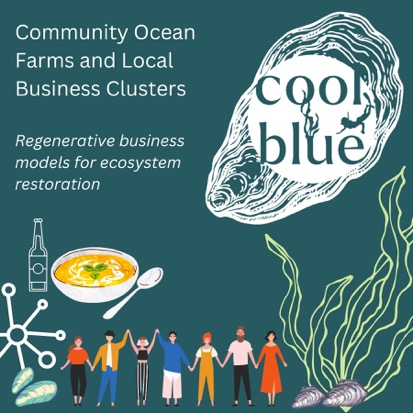 Community Ocean
Farms and Local
Business Clusters
Regenerative business
models for ecosystem
restoration
cool
blue